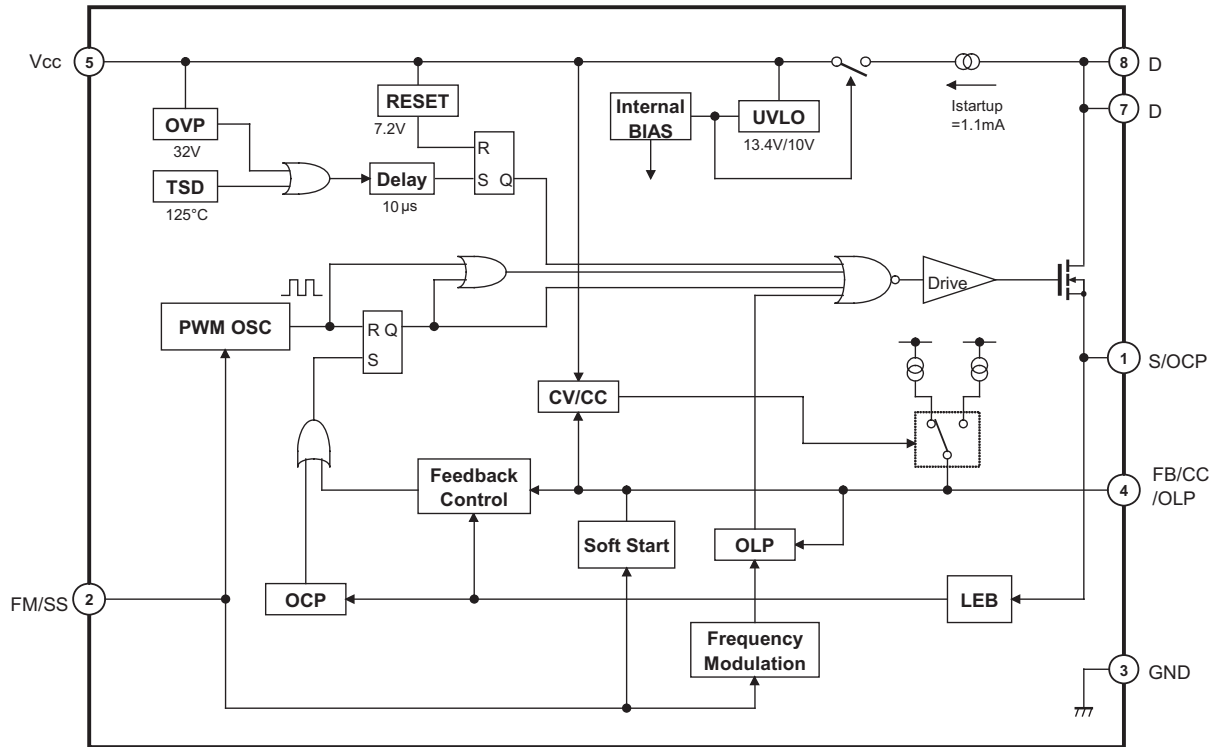 Vcc
5
8
D
RESET
7.2V
Internal
BIAS
UVLO
13.4V/10V
Istartup
=1.1mA
7
D
OVP
32V
TSD
125°C
Delay
10µs
R
S Q
Drive
PWM OSC
R Q
S
1
S/OCP
CV/CC
Feedback
Control
4
FB/CC
/OLP
Soft Start
OLP
FM/SS
2
OCP
LEB
Frequency
Modulation
3
GND